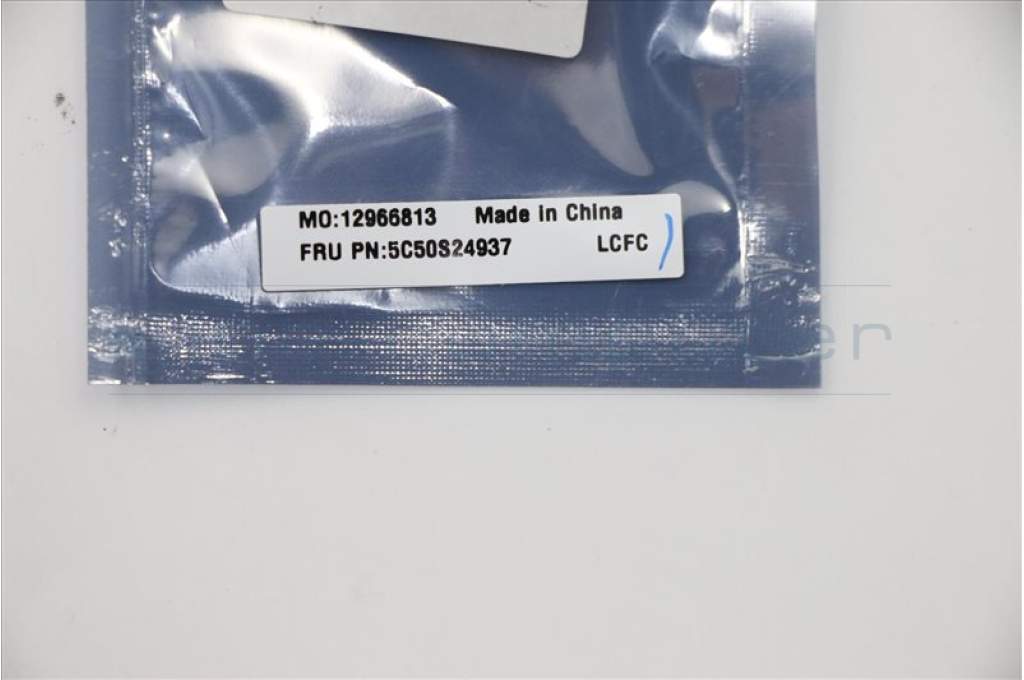 MO:12966813 Made in China
FRU PN:5C50S24937 LCFC